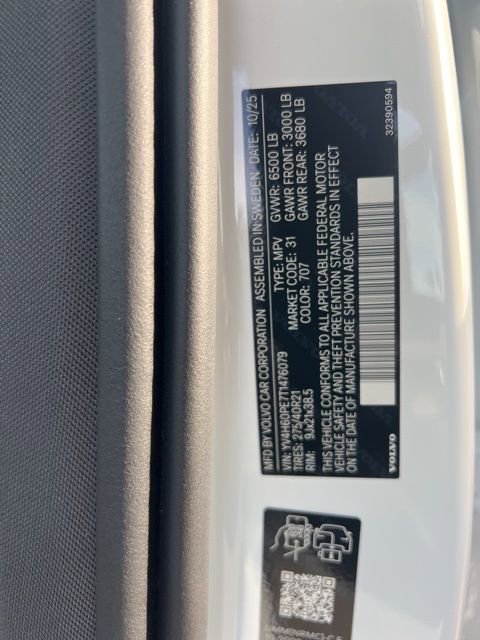 MFD BY VOLVO CAR CORPORATION ASSEMBLED IN SWEDEN DATE: 10/25
VIN: YV4H60PE7T1476079 TYPE: MPV GVWR: 6500 LB
TIRES: 275/40R21 MARKET CODE: 31 GAWR FRONT: 3000 LB
RIM: 9Jx21x38.5 COLOR: 707 GAWR REAR: 3680 LB
THIS VEHICLE CONFORMS TO ALL APPLICABLE FEDERAL MOTOR
VEHICLE SAFETY AND THEFT PREVENTION STANDARDS IN EFFECT
ON THE DATE OF MANUFACTURE SHOWN ABOVE.
VOLVO 32390594